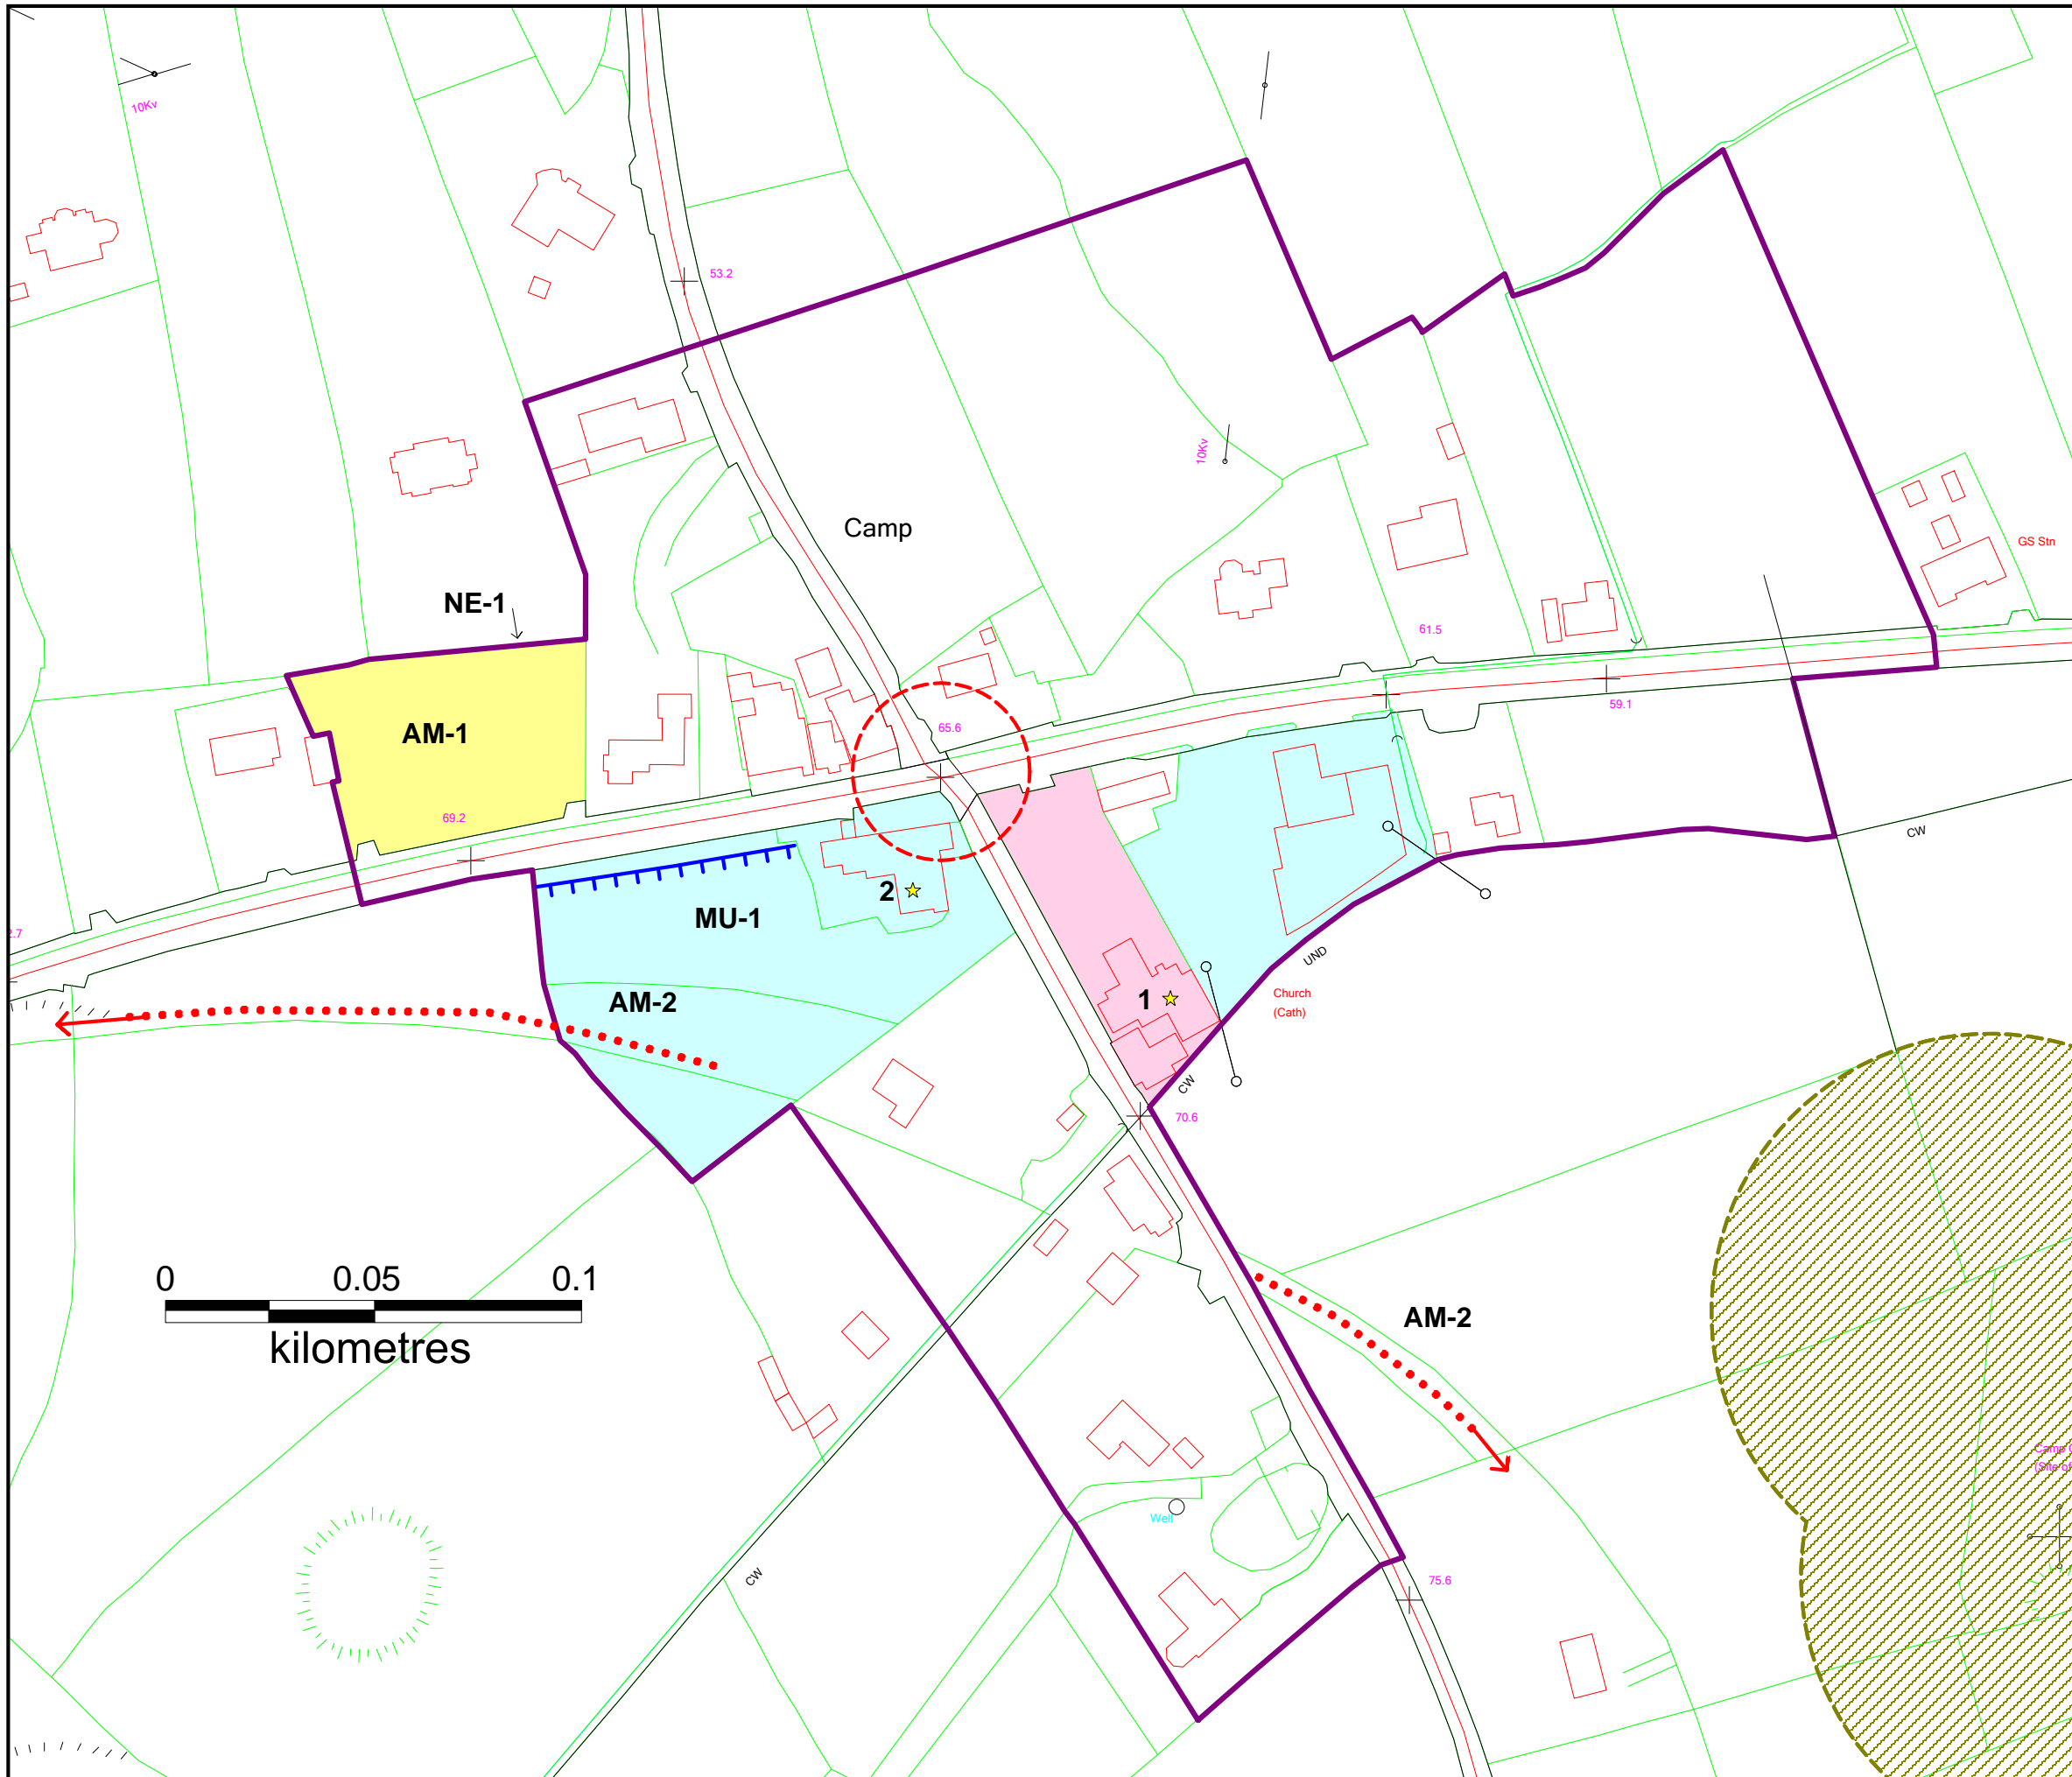 10Kv
53.2
Camp
10Kv
GS Stn
NE-1
61.5
59.1
AM-1
65.6
69.2
CW
2
MU-1
UND
AM-2
1
Church
(Cath)
CW
70.6
0 0.05 0.1
kilometres
AM-2
Well
CW
75.6